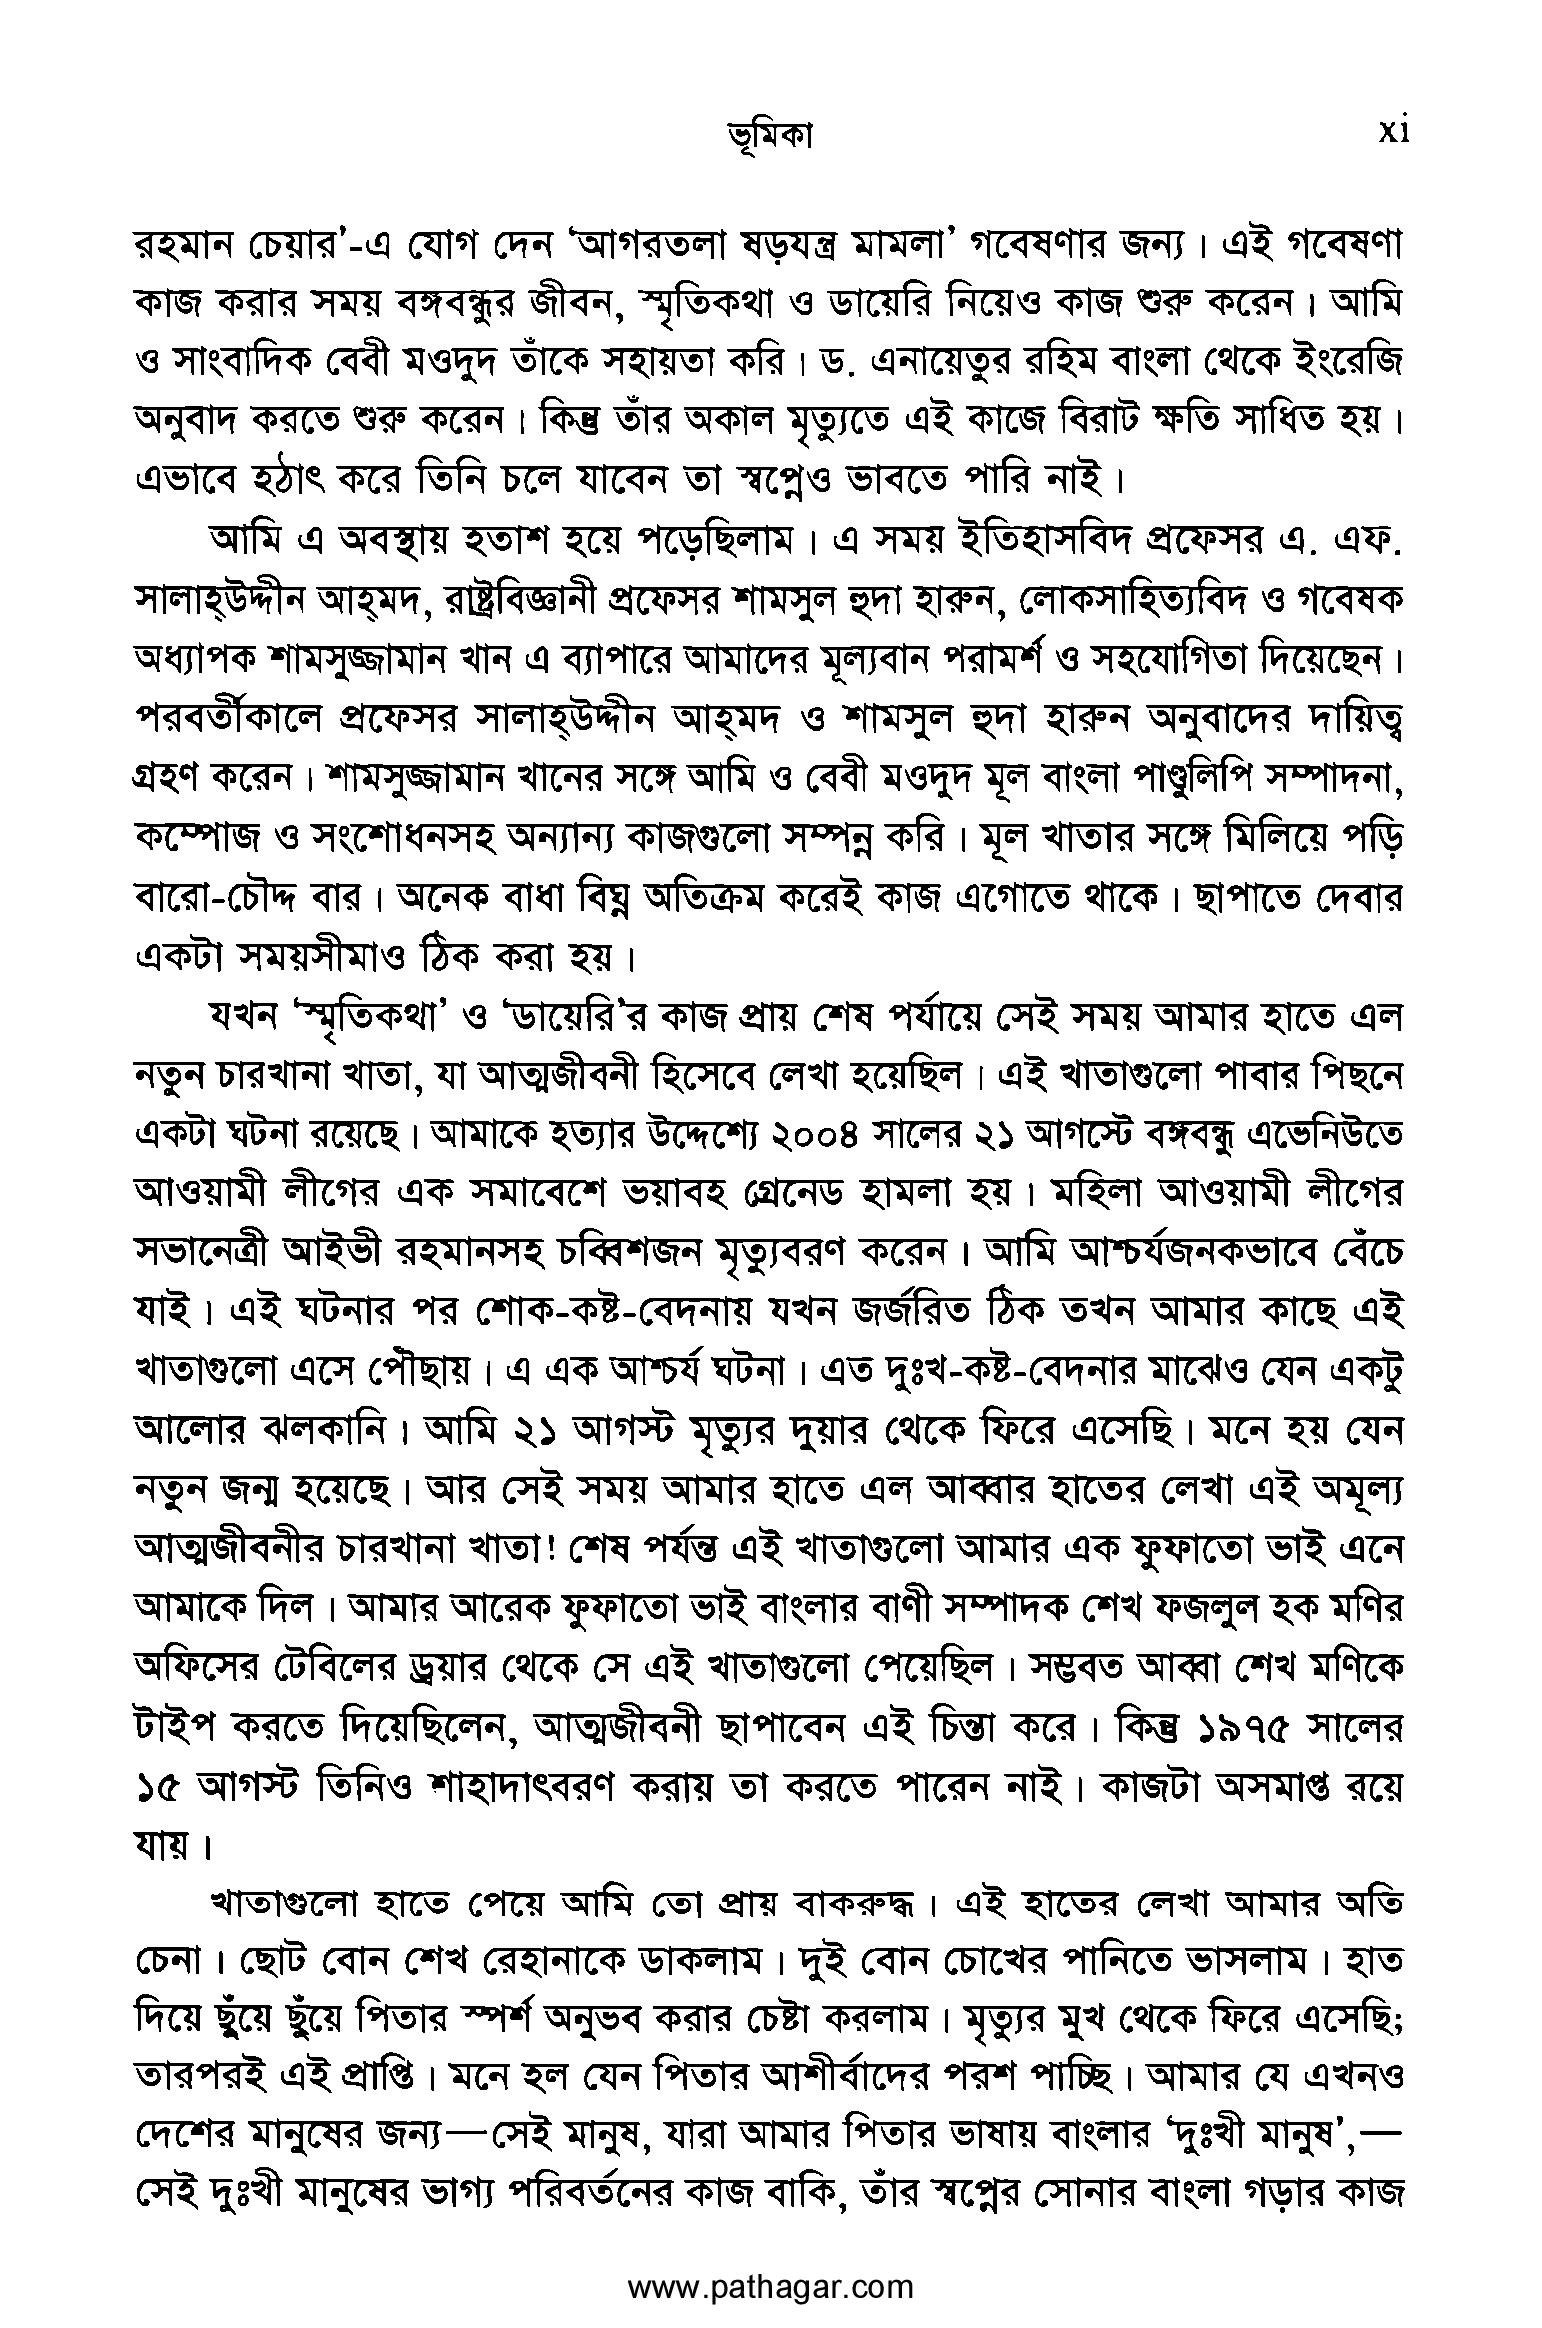 ভূমিকা xi
রহমান চেয়ার’-এ যোগ দেন ‘আগরতলা ষড়যন্ত্র মামলা’ গবেষণার জন্য। এই গবেষণা
কাজ করার সময় বঙ্গবন্ধুর জীবন, স্মৃতিকথা ও ডায়েরি নিয়েও কাজ শুরু করেন। আমি
ও সাংবাদিক বেবী মওদুদ তাঁকে সহায়তা করি। ড. এনায়েতুর রহিম বাংলা থেকে ইংরেজি
অনুবাদ করতে শুরু করেন। কিন্তু তাঁর অকাল মৃত্যুতে এই কাজে বিরাট ক্ষতি সাধিত হয়।
এভাবে হঠাৎ করে তিনি চলে যাবেন তা স্বপ্নেও ভাবতে পারি নাই।
আমি এ অবস্থায় হতাশ হয়ে পড়েছিলাম। এ সময় ইতিহাসবিদ প্রফেসর এ. এফ.
সালাহ্‌উদ্দীন আহ্‌মদ, রাষ্ট্রবিজ্ঞানী প্রফেসর শামসুল হুদা হারুন, লোকসাহিত্যবিদ ও গবেষক
অধ্যাপক শামসুজ্জামান খান এ ব্যাপারে আমাদের মূল্যবান পরামর্শ ও সহযোগিতা দিয়েছেন।
পরবর্তীকালে প্রফেসর সালাহ্‌উদ্দীন আহ্‌মদ ও শামসুল হুদা হারুন অনুবাদের দায়িত্ব
গ্রহণ করেন। শামসুজ্জামান খানের সঙ্গে আমি ও বেবী মওদুদ মূল বাংলা পাণ্ডুলিপি সম্পাদনা,
কম্পোজ ও সংশোধনসহ অন্যান্য কাজগুলো সম্পন্ন করি। মূল খাতার সঙ্গে মিলিয়ে পড়ি
বারো-চৌদ্দ বার। অনেক বাধা বিঘ্ন অতিক্রম করেই কাজ এগোতে থাকে। ছাপাতে দেবার
একটা সময়সীমাও ঠিক করা হয়।
যখন ‘স্মৃতিকথা’ ও ‘ডায়েরি’র কাজ প্রায় শেষ পর্যায়ে সেই সময় আমার হাতে এল
নতুন চারখানা খাতা, যা আত্মজীবনী হিসেবে লেখা হয়েছিল। এই খাতাগুলো পাবার পিছনে
একটা ঘটনা রয়েছে। আমাকে হত্যার উদ্দেশ্যে ২০০৪ সালের ২১ আগস্টে বঙ্গবন্ধু এভেনিউতে
আওয়ামী লীগের এক সমাবেশে ভয়াবহ গ্রেনেড হামলা হয়। মহিলা আওয়ামী লীগের
সভানেত্রী আইভী রহমানসহ চব্বিশজন মৃত্যুবরণ করেন। আমি আশ্চর্যজনকভাবে বেঁচে
যাই। এই ঘটনার পর শোক-কষ্ট-বেদনায় যখন জর্জরিত ঠিক তখন আমার কাছে এই
খাতাগুলো এসে পৌঁছায়। এ এক আশ্চর্য ঘটনা। এত দুঃখ-কষ্ট-বেদনার মাঝেও যেন একটু
আলোর ঝলকানি। আমি ২১ আগস্ট মৃত্যুর দুয়ার থেকে ফিরে এসেছি। মনে হয় যেন
নতুন জন্ম হয়েছে। আর সেই সময় আমার হাতে এল আব্বার হাতের লেখা এই অমূল্য
আত্মজীবনীর চারখানা খাতা! শেষ পর্যন্ত এই খাতাগুলো আমার এক ফুফাতো ভাই এনে
আমাকে দিল। আমার আরেক ফুফাতো ভাই বাংলার বাণী সম্পাদক শেখ ফজলুল হক মণির
অফিসের টেবিলের ড্রয়ার থেকে সে এই খাতাগুলো পেয়েছিল। সম্ভবত আব্বা শেখ মণিকে
টাইপ করতে দিয়েছিলেন, আত্মজীবনী ছাপাবেন এই চিন্তা করে। কিন্তু ১৯৭৫ সালের
১৫ আগস্ট তিনিও শাহাদাৎবরণ করায় তা করতে পারেন নাই। কাজটা অসমাপ্ত রয়ে
যায়।
খাতাগুলো হাতে পেয়ে আমি তো প্রায় বাকরুদ্ধ। এই হাতের লেখা আমার অতি
চেনা। ছোট বোন শেখ রেহানাকে ডাকলাম। দুই বোন চোখের পানিতে ভাসলাম। হাত
দিয়ে ছুঁয়ে ছুঁয়ে পিতার স্পর্শ অনুভব করার চেষ্টা করলাম। মৃত্যুর মুখ থেকে ফিরে এসেছি;
তারপরই এই প্রাপ্তি। মনে হল যেন পিতার আশীর্বাদের পরশ পাচ্ছি। আমার যে এখনও
দেশের মানুষের জন্য—সেই মানুষ, যারা আমার পিতার ভাষায় বাংলার ‘দুঃখী মানুষ’,—
সেই দুঃখী মানুষের ভাগ্য পরিবর্তনের কাজ বাকি, তাঁর স্বপ্নের সোনার বাংলা গড়ার কাজ
www.pathagar.com